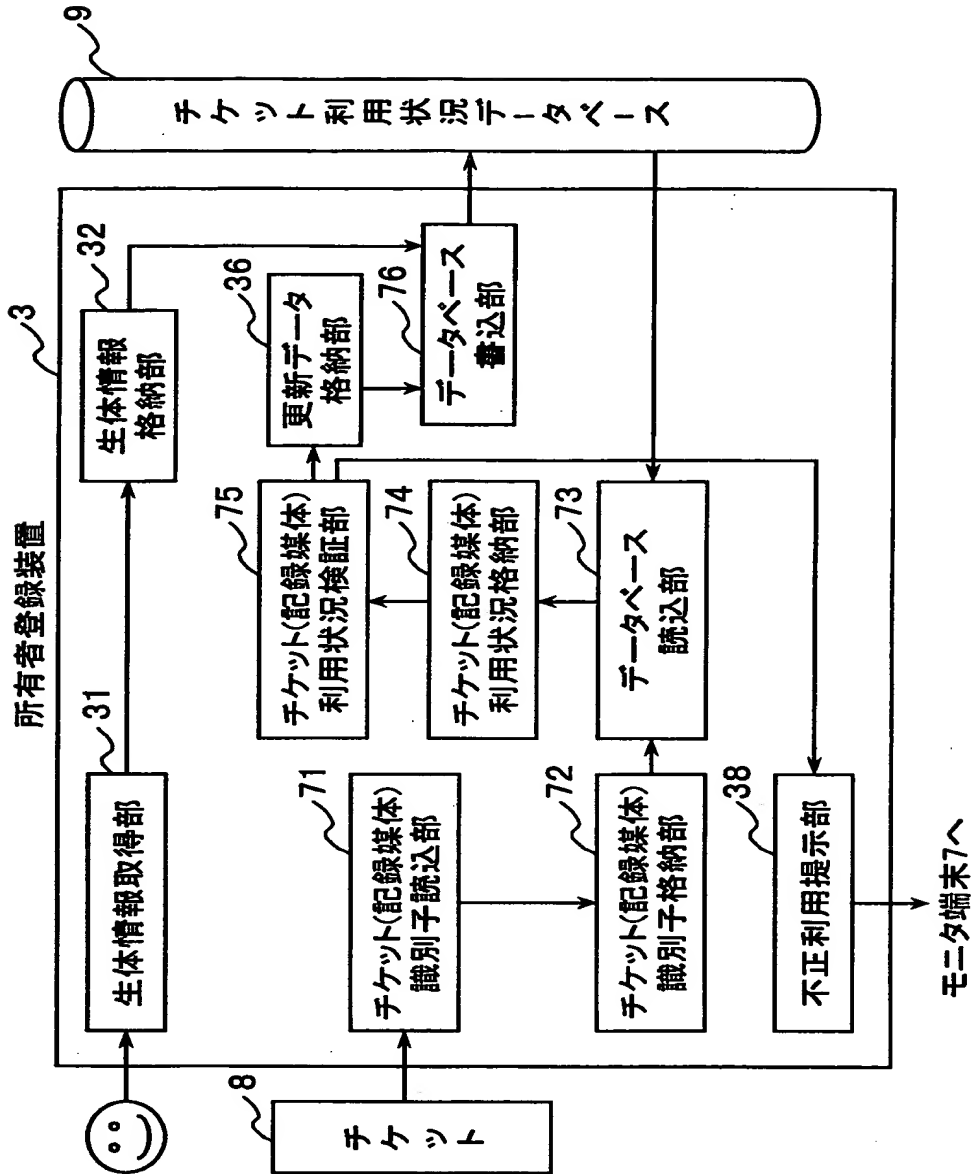 所有者登録装置
3
生体情報取得部
31
生体情報
格納部
32
チケット
8
チケット(記録媒体)
識別子読込部
71
チケット(記録媒体)
利用状況検証部
75
更新データ
格納部
36
チケット(記録媒体)
利用状況格納部
74
データベース
書込部
76
チケット(記録媒体)
識別子格納部
72
データベース
読込部
73
不正利用提示部
38
モニタ端末7へ
チケット利用状況データベース
9